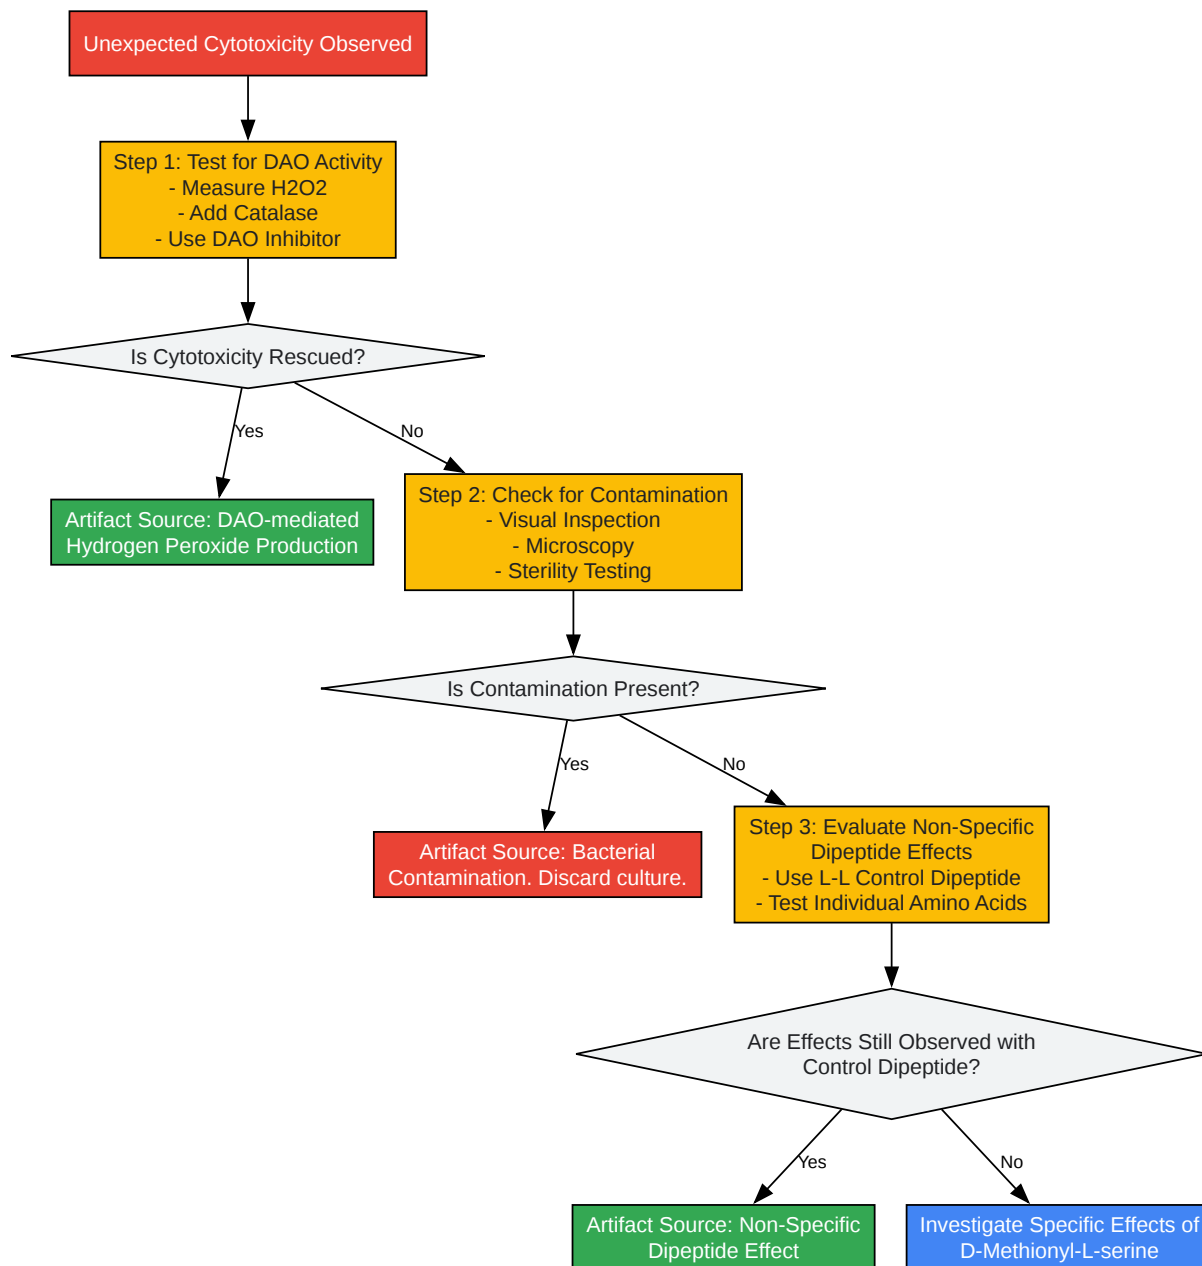 Unexpected Cytotoxicity Observed
Step 1: Test for DAO Activity
- Measure H2O2
- Add Catalase
- Use DAO Inhibitor
Is Cytotoxicity Rescued?
Yes
No
Artifact Source: DAO-mediated
Hydrogen Peroxide Production
Step 2: Check for Contamination
- Visual Inspection
- Microscopy
- Sterility Testing
Is Contamination Present?
Yes
No
Artifact Source: Bacterial
Contamination. Discard culture.
Step 3: Evaluate Non-Specific
Dipeptide Effects
- Use L-L Control Dipeptide
- Test Individual Amino Acids
Are Effects Still Observed with
Control Dipeptide?
Yes
No
Artifact Source: Non-Specific
Dipeptide Effect
Investigate Specific Effects of
D-Methionyl-L-serine